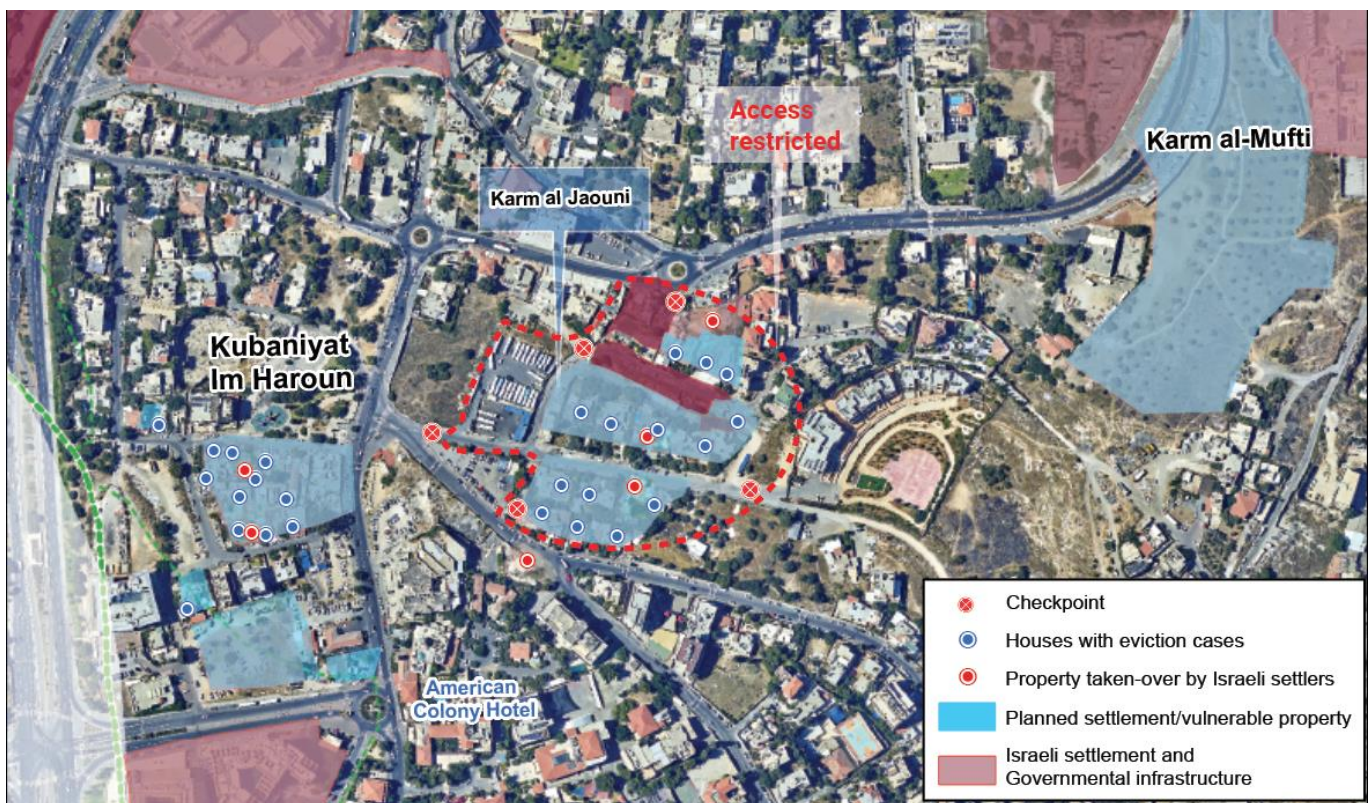 Access
restricted
Karm al-Mufti
Karm al Jaouni
Kubaniyat
Im Haroun
American
Colony Hotel
Checkpoint
Houses with eviction cases
Property taken-over by Israeli settlers
Planned settlement/vulnerable property
Israeli settlement and
Governmental infrastructure